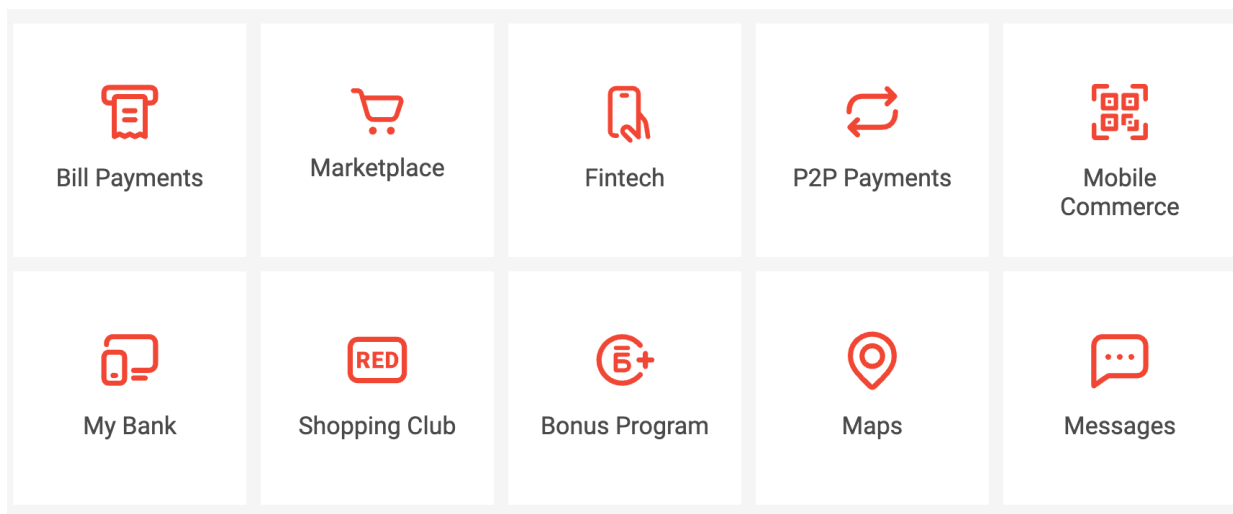 Bill Payments
Marketplace
Fintech
P2P Payments
Mobile
Commerce
My Bank
RED
Shopping Club
Б+
Bonus Program
Maps
Messages